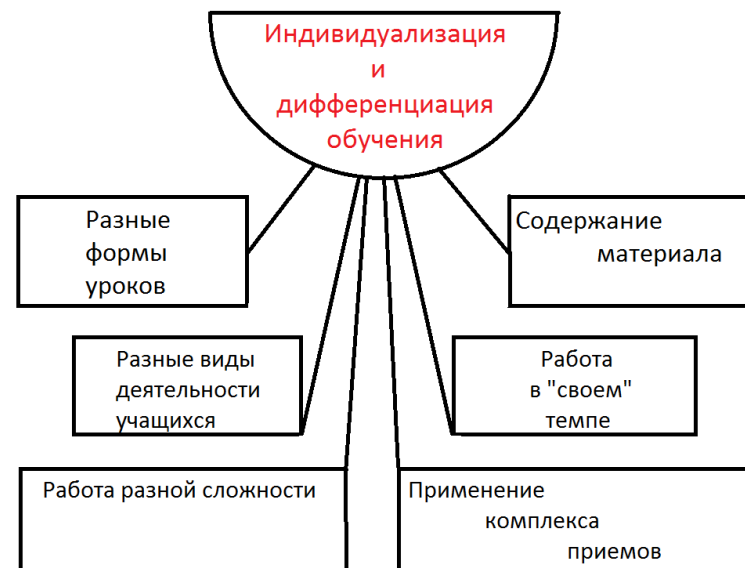 Индивидуализация
и
дифференциация
обучения
Разные
формы
уроков
Содержание
материала
Разные виды
деятельности
учащихся
Работа
в "своем"
темпе
Работа разной сложности
Применение
комплекса
приемов